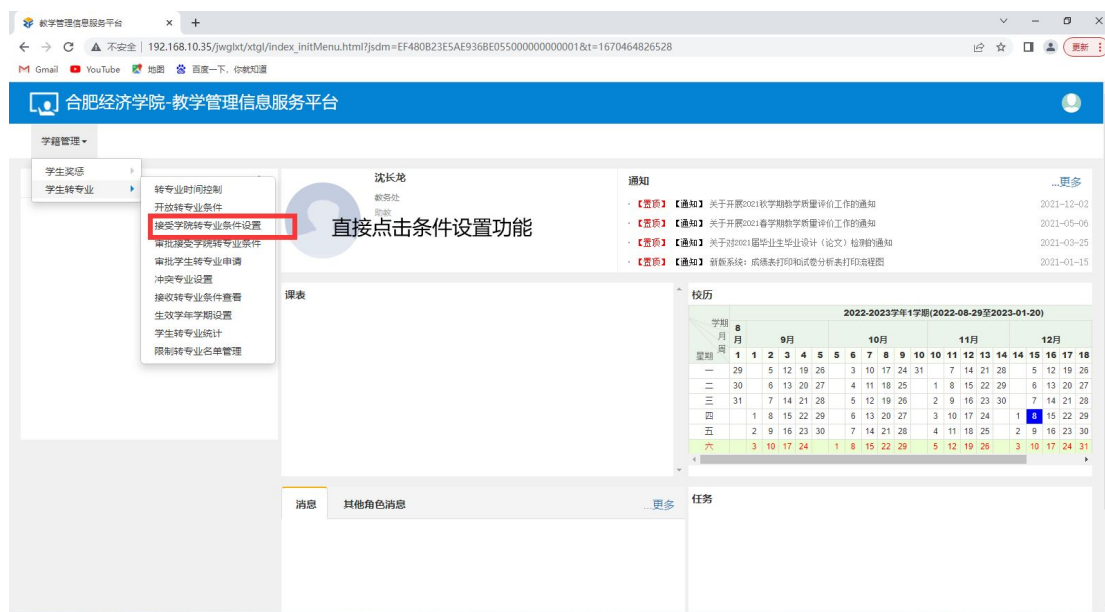 教学管理信息服务平台
不安全 | 192.168.10.35/jwglxt/xtgl/index_initMenu.html?jsdm=EF480B23E5AE936BE055000000000001&t=1670464826528
更新
Gmail YouTube 地图 百度一下，你就知道
合肥经济学院-教学管理信息服务平台
学籍管理
学生奖惩
学生转专业
转专业时间控制
开放转专业条件
接受学院转专业条件设置
审批接受学院转专业条件
审批学生转专业申请
冲突专业设置
接收转专业条件查看
生效学年学期设置
学生转专业统计
限制转专业名单管理
沈长龙
教务处
助教
直接点击条件设置功能
通知 ...更多
【置顶】【通知】关于开展2021秋学期教学质量评价工作的通知 2021-12-02
【置顶】【通知】关于开展2021春学期教学质量评价工作的通知 2021-05-06
【置顶】【通知】关于对2021届毕业生毕业设计（论文）检测的通知 2021-03-25
【置顶】【通知】新版系统：成绩表打印和试卷分析表打印流程图 2021-01-15
课表
校历
2022-2023学年1学期(2022-08-29至2023-01-20)
学期 月 周 星期
8月 9月 10月 11月 12月
1 1 2 3 4 5 5 6 7 8 9 10 10 11 12 13 14 14 15 16 17 18
一 29 5 12 19 26 3 10 17 24 31 7 14 21 28 5 12 19 26
二 30 6 13 20 27 4 11 18 25 1 8 15 22 29 6 13 20 27
三 31 7 14 21 28 5 12 19 26 2 9 16 23 30 7 14 21 28
四 1 8 15 22 29 6 13 20 27 3 10 17 24 1 8 15 22 29
五 2 9 16 23 30 7 14 21 28 4 11 18 25 2 9 16 23 30
六 3 10 17 24 1 8 15 22 29 5 12 19 26 3 10 17 24 31
消息 其他角色消息 ...更多
任务